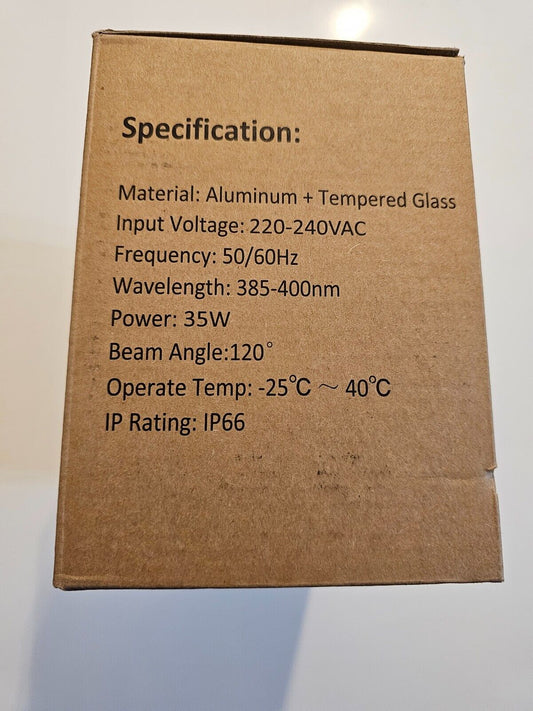 Specification:
Material: Aluminum + Tempered Glass
Input Voltage: 220-240VAC
Frequency: 50/60Hz
Wavelength: 385-400nm
Power: 35W
Beam Angle:120°
Operate Temp: -25℃ ～ 40℃
IP Rating: IP66